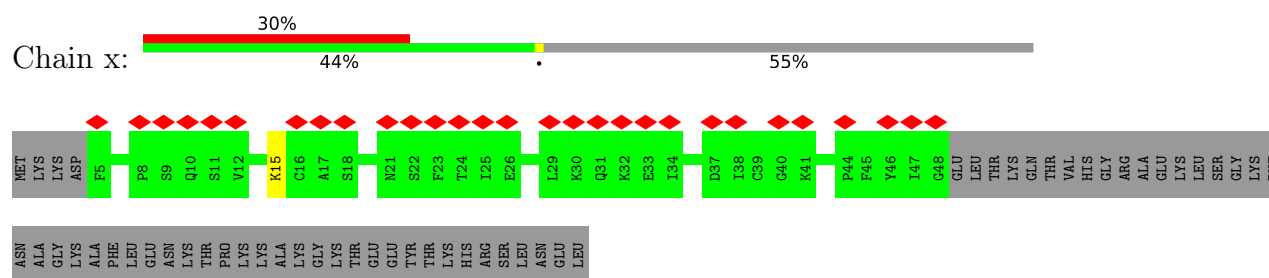 30%
Chain x:
44% • 55%
MET LYS LYS ASP F5 P8 S9 Q10 S11 V12 K15 C16 A17 S18 N21 S22 F23 T24 I25 E26 L29 K30 Q31 K32 E33 I34 D37 I38 C39 G40 K41 P44 F45 Y46 I47 G48 GLU LEU THR LYS GLN THR VAL HIS GLY ARG ALA GLU LYS LEU SER GLY LYS
ASN ALA GLY LYS ALA PHE LEU GLU ASN LYS THR PRO LYS LYS ALA LYS GLY LYS THR GLU GLU TYR THR LYS HIS ARG SER LEU ASN GLU LEU